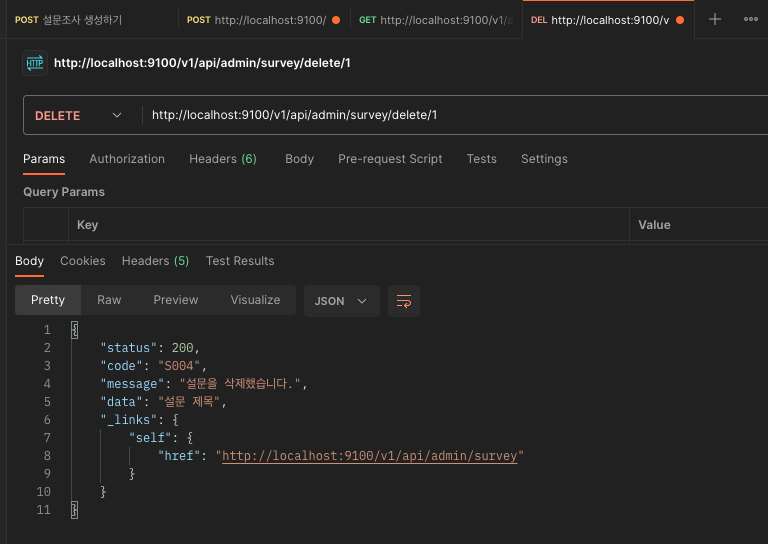 POST 설문조사 생성하기 POST http://localhost:9100/ GET http://localhost:9100/v1/a DEL http://localhost:9100/v
HTTP http://localhost:9100/v1/api/admin/survey/delete/1
DELETE http://localhost:9100/v1/api/admin/survey/delete/1
Params Authorization Headers (6) Body Pre-request Script Tests Settings
Query Params
Key Value
Body Cookies Headers (5) Test Results
Pretty Raw Preview Visualize JSON
1 {
2 "status": 200,
3 "code": "S004",
4 "message": "설문을 삭제했습니다.",
5 "data": "설문 제목",
6 "_links": {
7 "self": {
8 "href": "http://localhost:9100/v1/api/admin/survey"
9 }
10 }
11 }